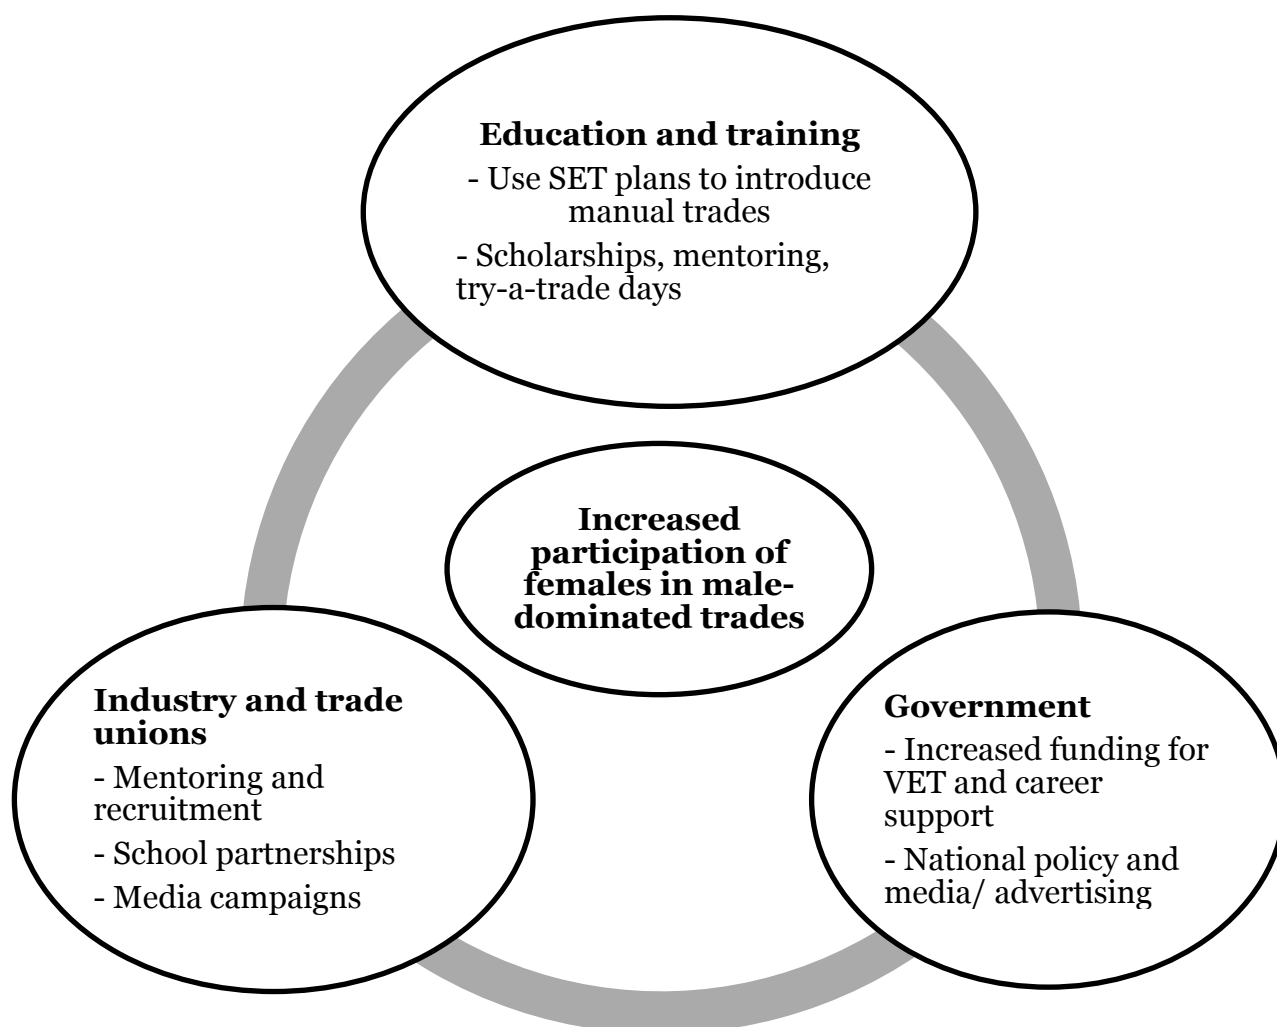 Education and training
- Use SET plans to introduce
manual trades
- Scholarships, mentoring,
try-a-trade days
Increased
participation of
females in male-
dominated trades
Industry and trade
unions
- Mentoring and
recruitment
- School partnerships
- Media campaigns
Government
- Increased funding for
VET and career
support
- National policy and
media/ advertising